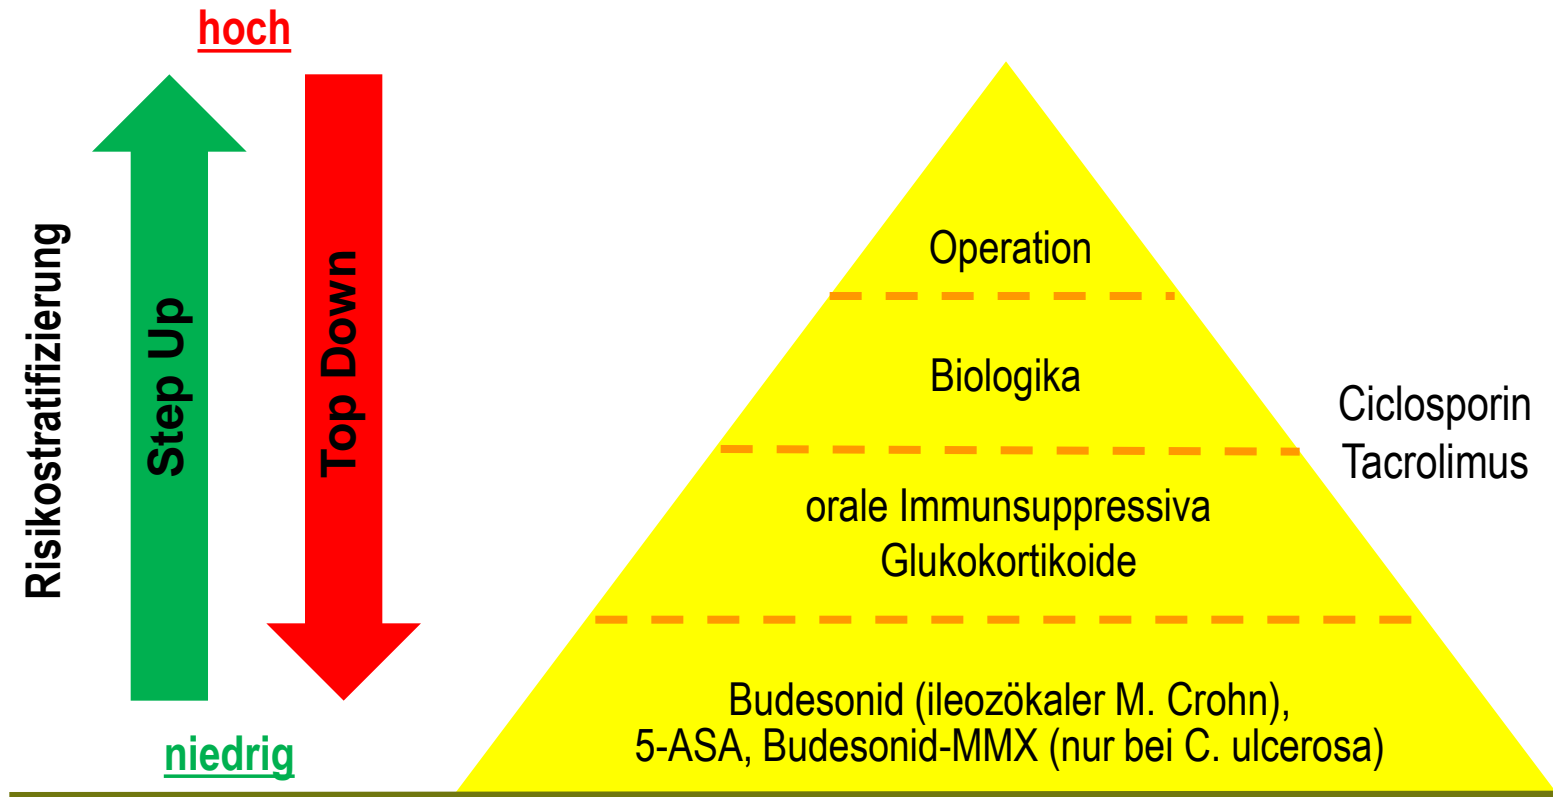 hoch
Risikostratifizierung
Step Up
Top Down
niedrig
Operation
Biologika
orale Immunsuppressiva
Glukokortikoide
Budesonid (ileozökaler M. Crohn),
5-ASA, Budesonid-MMX (nur bei C. ulcerosa)
Ciclosporin
Tacrolimus